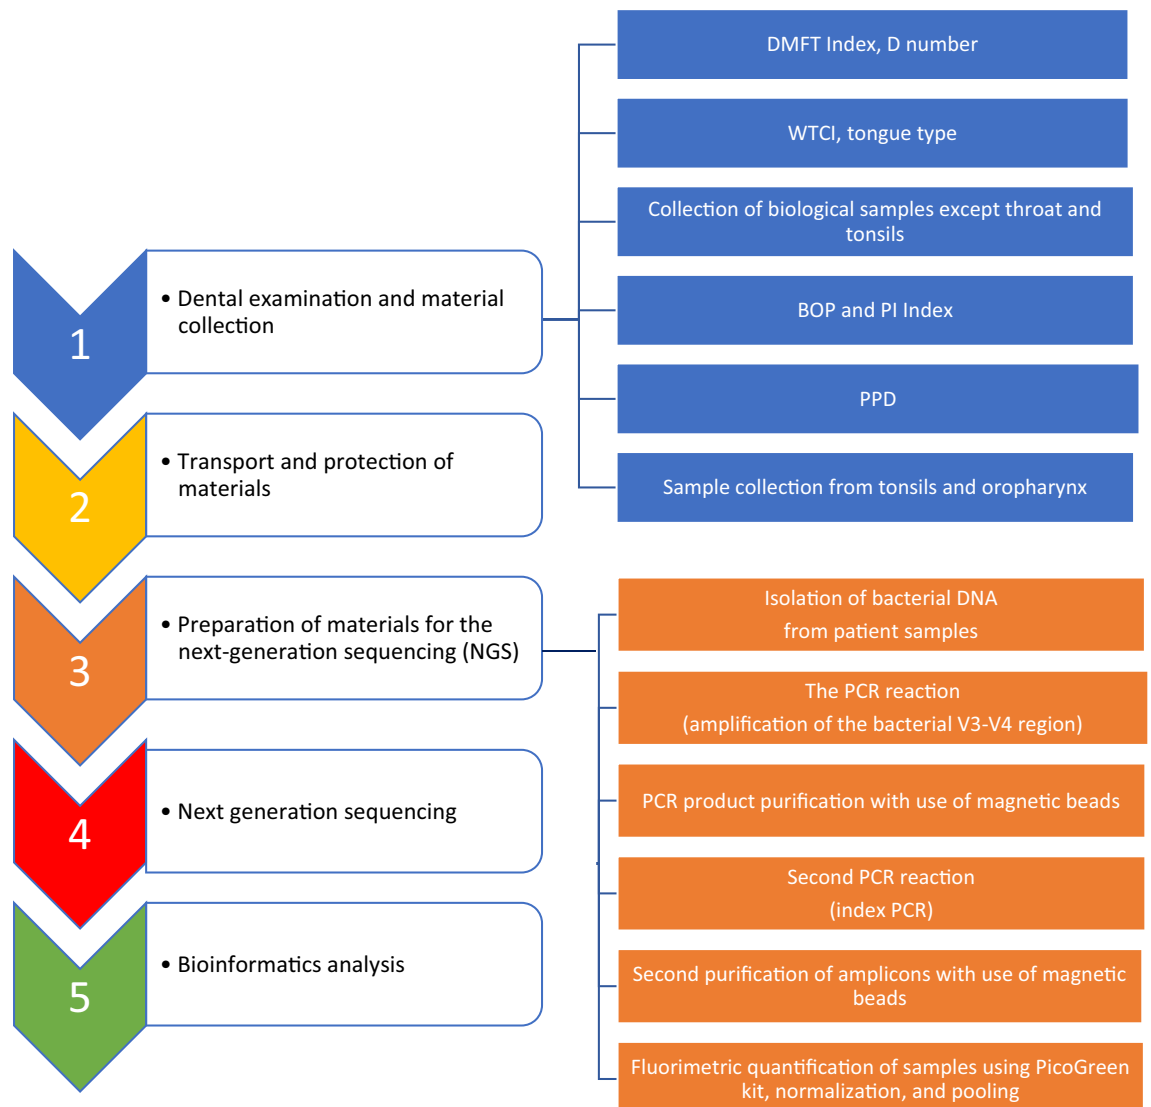 1
• Dental examination and material
collection
DMFT Index, D number
WTCI, tongue type
Collection of biological samples except throat and
tonsils
BOP and PI Index
PPD
Sample collection from tonsils and oropharynx
2
• Transport and protection of
materials
3
• Preparation of materials for the
next-generation sequencing (NGS)
Isolation of bacterial DNA
from patient samples
The PCR reaction
(amplification of the bacterial V3-V4 region)
PCR product purification with use of magnetic beads
Second PCR reaction
(index PCR)
Second purification of amplicons with use of magnetic
beads
Fluorimetric quantification of samples using PicoGreen
kit, normalization, and pooling
4
• Next generation sequencing
5
• Bioinformatics analysis